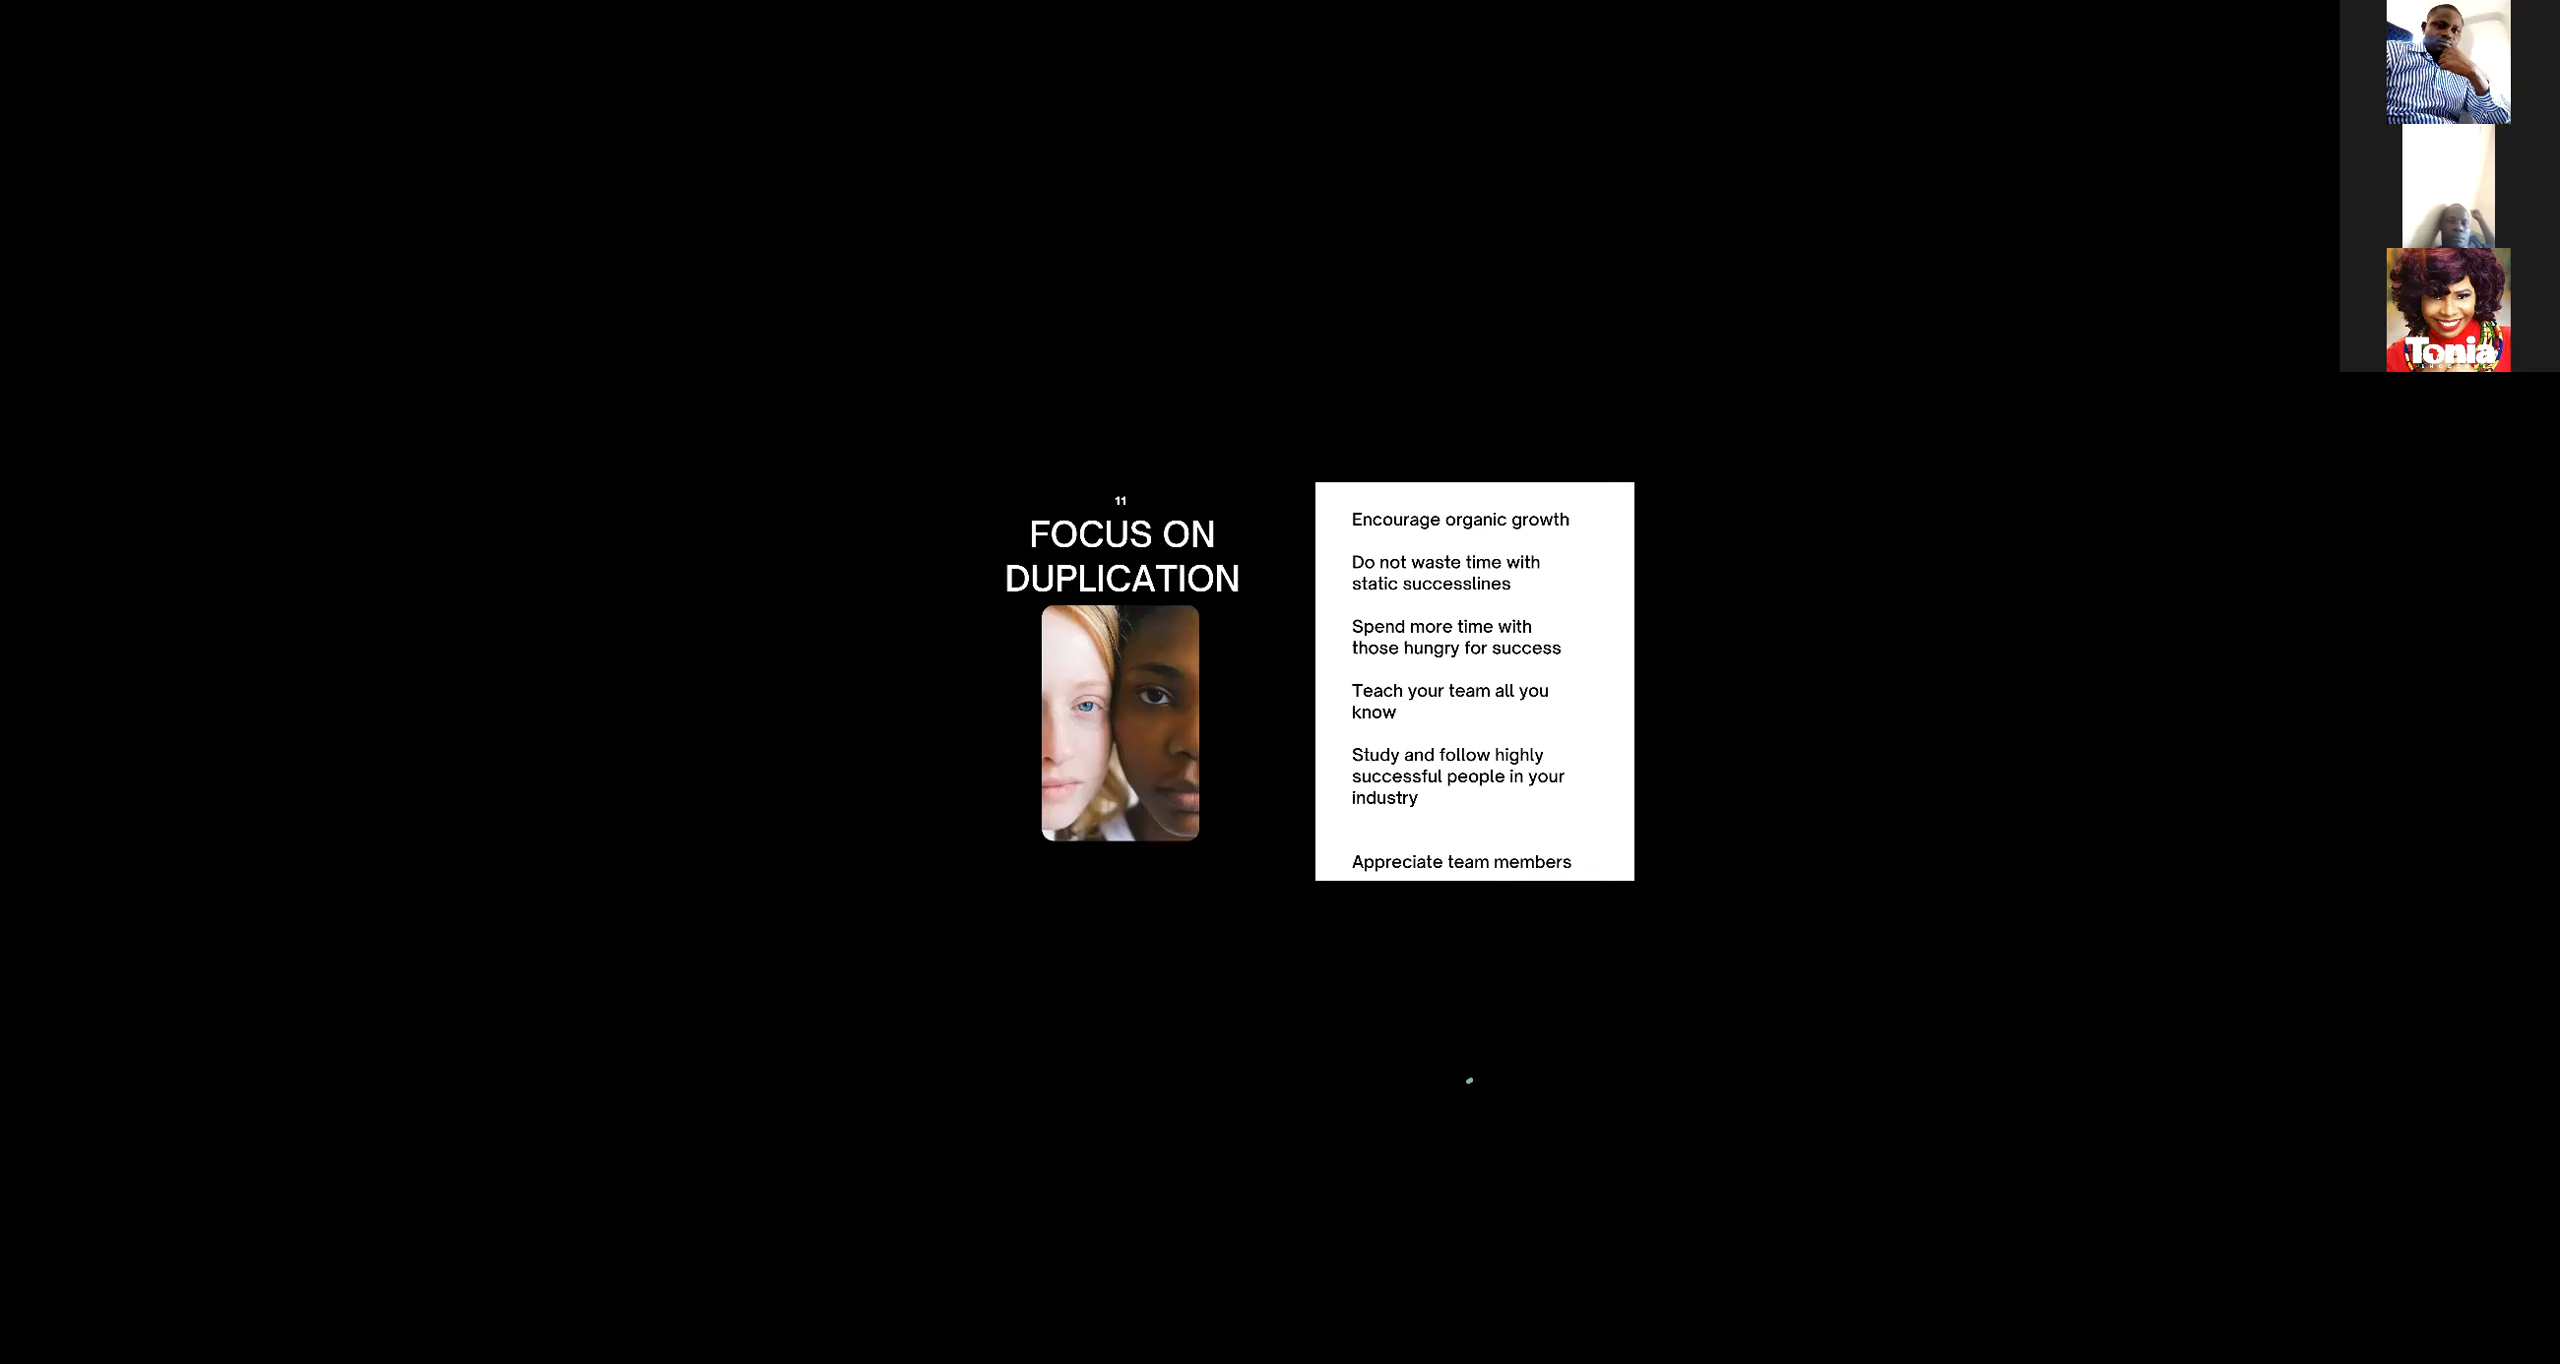 11
FOCUS ON
DUPLICATION
Encourage organic growth
Do not waste time with
static successlines
Spend more time with
those hungry for success
Teach your team all you
know
Study and follow highly
successful people in your
industry
Appreciate team members
Tonia